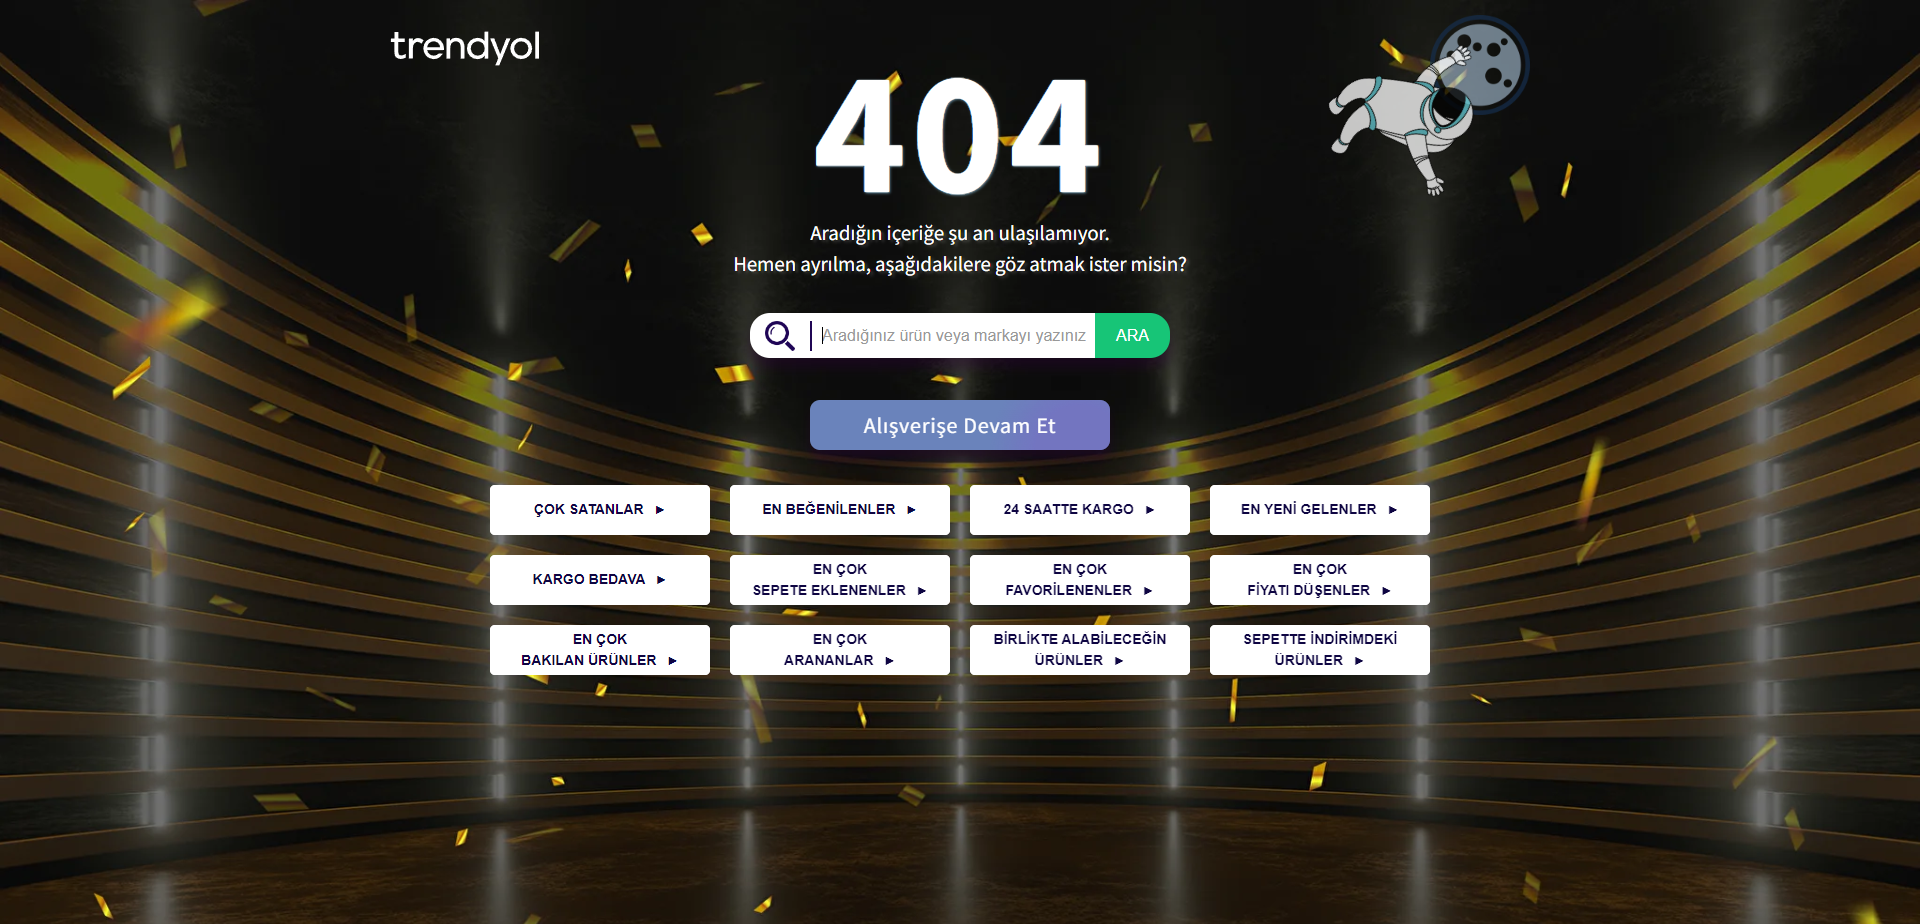 trendyol
404
Aradığın içeriğe şu an ulaşılamıyor.
Hemen ayrılma, aşağıdakilere göz atmak ister misin?
Aradığınız ürün veya markayı yazınız
ARA
Alışverişe Devam Et
ÇOK SATANLAR ►
EN BEĞENİLENLER ►
24 SAATTE KARGO ►
EN YENİ GELENLER ►
KARGO BEDAVA ►
EN ÇOK
SEPETE EKLENENLER ►
EN ÇOK
FAVORİLENENLER ►
EN ÇOK
FİYATI DÜŞENLER ►
EN ÇOK
BAKILAN ÜRÜNLER ►
EN ÇOK
ARANANLAR ►
BİRLİKTE ALABİLECEĞİN
ÜRÜNLER ►
SEPETTE İNDİRİMDEKİ
ÜRÜNLER ►